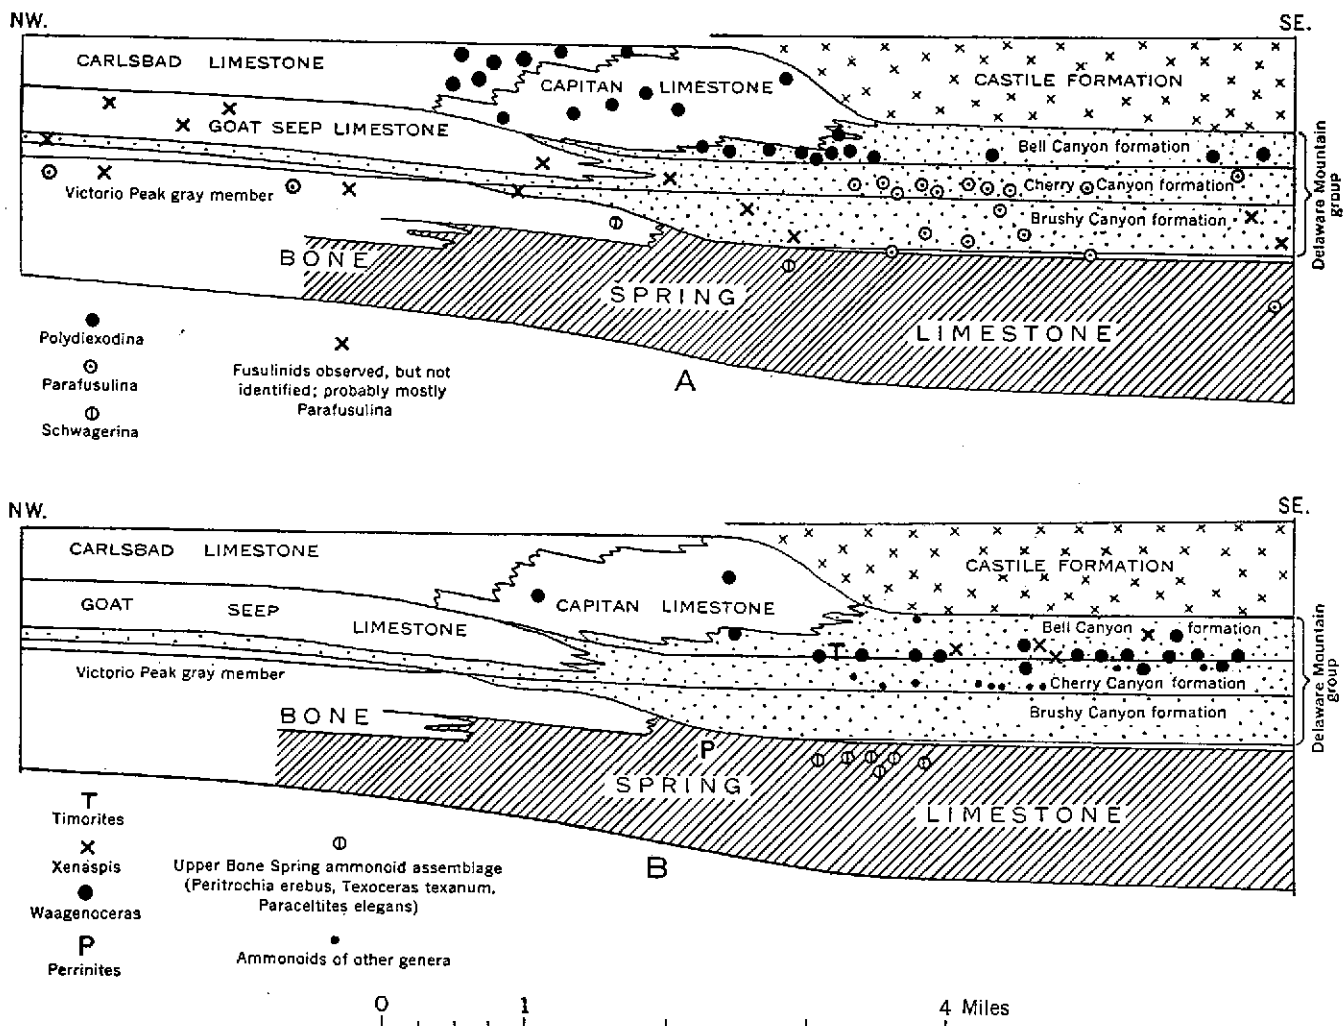 NW.
SE.
CARLSBAD LIMESTONE
CAPITAN LIMESTONE
CASTILE FORMATION
GOAT SEEP LIMESTONE
Bell Canyon formation
Victorio Peak gray member
Cherry Canyon formation
Brushy Canyon formation
Delaware Mountain
group
BONE
SPRING
LIMESTONE
Polydiexodina
Parafusulina
Schwagerina
Fusulinids observed, but not
identified; probably mostly
Parafusulina
A
NW.
SE.
CARLSBAD LIMESTONE
CASTILE FORMATION
GOAT SEEP
LIMESTONE
CAPITAN LIMESTONE
Bell Canyon formation
T
Victorio Peak gray member
Cherry Canyon formation
Brushy Canyon formation
Delaware Mountain
group
BONE
P
SPRING
LIMESTONE
T
Timorites
Xenaspis
Waagenoceras
P
Perrinites
Upper Bone Spring ammonoid assemblage
(Peritrochia erebus, Texoceras texanum,
Paraceltites elegans)
Ammonoids of other genera
B
0 1 4 Miles